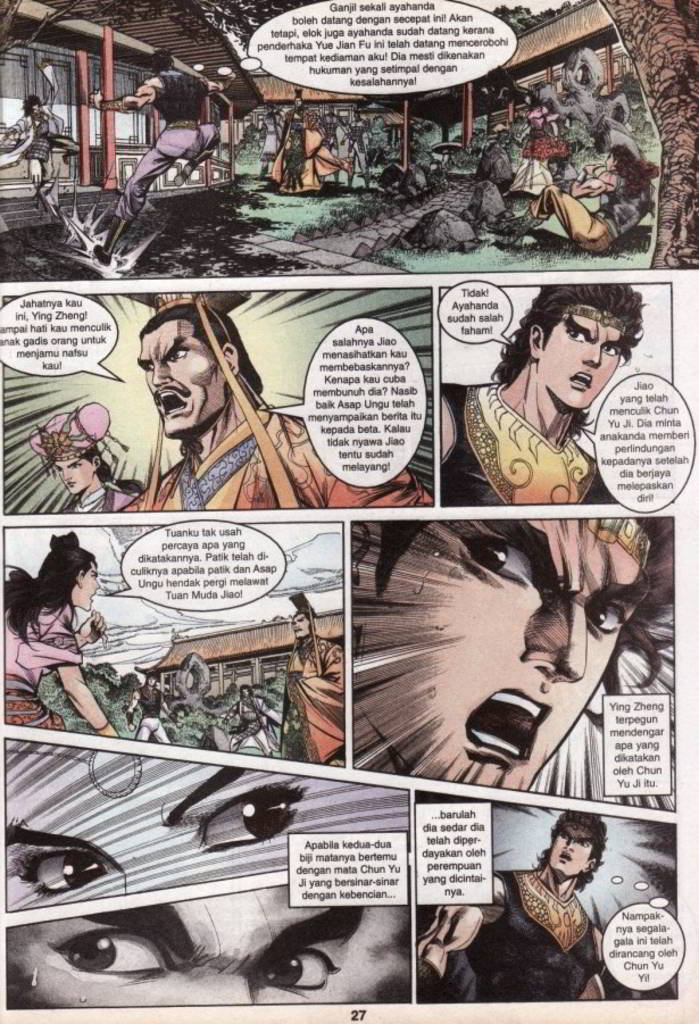 Ganjil sekali ayahanda
boleh datang dengan secepat ini! Akan
tetapi, elok juga ayahanda sudah datang kerana
penderhaka Yue Jian Fu ini telah datang mencerobohi
tempat kediaman aku! Dia mesti dikenakan
hukuman yang setimpal dengan
kesalahannya!
Jahatnya kau
ini, Ying Zheng!
ampai hati kau menculik
anak gadis orang untuk
menjamu nafsu
kau!
Apa
salahnya Jiao
menasihatkan kau
membebaskannya?
Kenapa kau cuba
membunuh dia? Nasib
baik Asap Ungu telah me-
nyampaikan berita itu
kepada beta! Kalau
tidak nyawa Jiao
tentu sudah
melayang!
Tidak!
Ayahanda
sudah salah
faham!
Jiao
yang telah
menculik Chun
Yu Ji. Dia minta
anakanda memberi
perlindungan
kepadanya setelah
dia berjaya
melepaskan
diri!
Tuanku tak usah
percaya apa yang
dikatakannya. Patik telah di-
culiknya apabila patik dan Asap
Ungu hendak pergi melawat
Tuan Muda Jiao!
Ying Zheng
terpegun
mendengar
apa yang
dikatakan
oleh Chun
Yu Ji itu.
Apabila kedua-dua
biji matanya bertemu
dengan mata Chun Yu
Ji yang bersinar-sinar
dengan kebencian...
...barulah
dia sedar dia
telah diper-
dayakan oleh
perempuan
yang dicintai-
nya.
Nampak-
nya segala-
gala ini telah
dirancang oleh
Chun Yu
Yi!
27